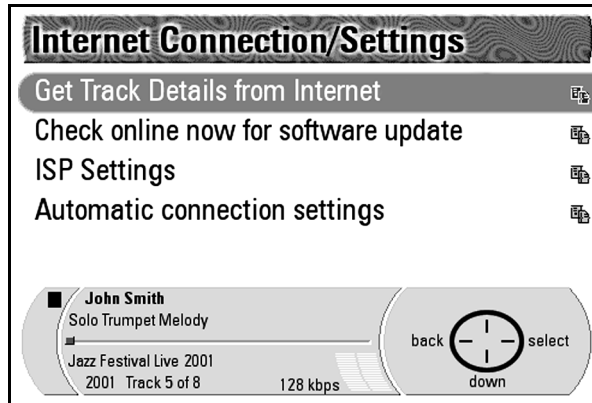 Internet Connection/Settings
Get Track Details from Internet
Check online now for software update
ISP Settings
Automatic connection settings
John Smith
Solo Trumpet Melody
Jazz Festival Live 2001
2001 Track 5 of 8 128 kbps
back select
down